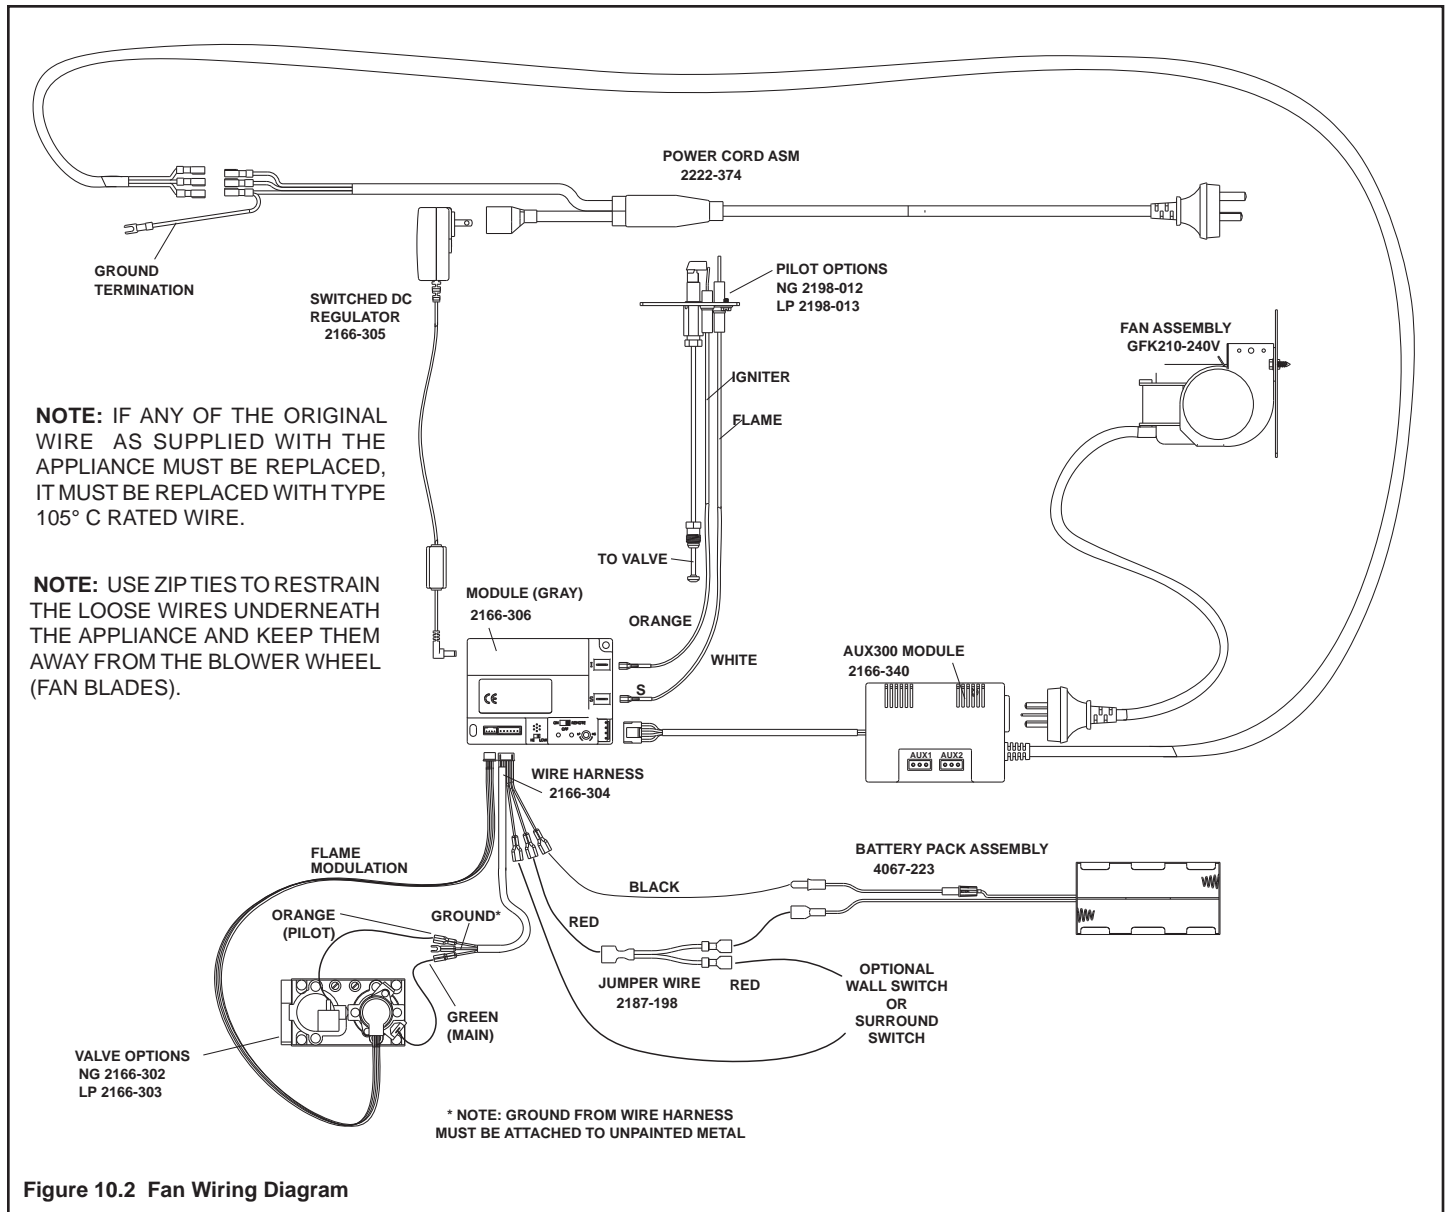 POWER CORD ASM
2222-374
GROUND
TERMINATION
SWITCHED DC
REGULATOR
2166-305
PILOT OPTIONS
NG 2198-012
LP 2198-013
FAN ASSEMBLY
GFK210-240V
IGNITER
FLAME
NOTE: IF ANY OF THE ORIGINAL
WIRE AS SUPPLIED WITH THE
APPLIANCE MUST BE REPLACED,
IT MUST BE REPLACED WITH TYPE
105° C RATED WIRE.
NOTE: USE ZIP TIES TO RESTRAIN
THE LOOSE WIRES UNDERNEATH
THE APPLIANCE AND KEEP THEM
AWAY FROM THE BLOWER WHEEL
(FAN BLADES).
TO VALVE
MODULE (GRAY)
2166-306
ORANGE
WHITE
S
I
S
CE
ON
REMOTE
OFF
LOW
AUX300 MODULE
2166-340
AUX1 AUX2
WIRE HARNESS
2166-304
FLAME
MODULATION
BATTERY PACK ASSEMBLY
4067-223
BLACK
ORANGE
(PILOT)
GROUND*
RED
JUMPER WIRE
2187-198
RED
OPTIONAL
WALL SWITCH
OR
SURROUND
SWITCH
GREEN
(MAIN)
VALVE OPTIONS
NG 2166-302
LP 2166-303
* NOTE: GROUND FROM WIRE HARNESS
MUST BE ATTACHED TO UNPAINTED METAL
Figure 10.2 Fan Wiring Diagram